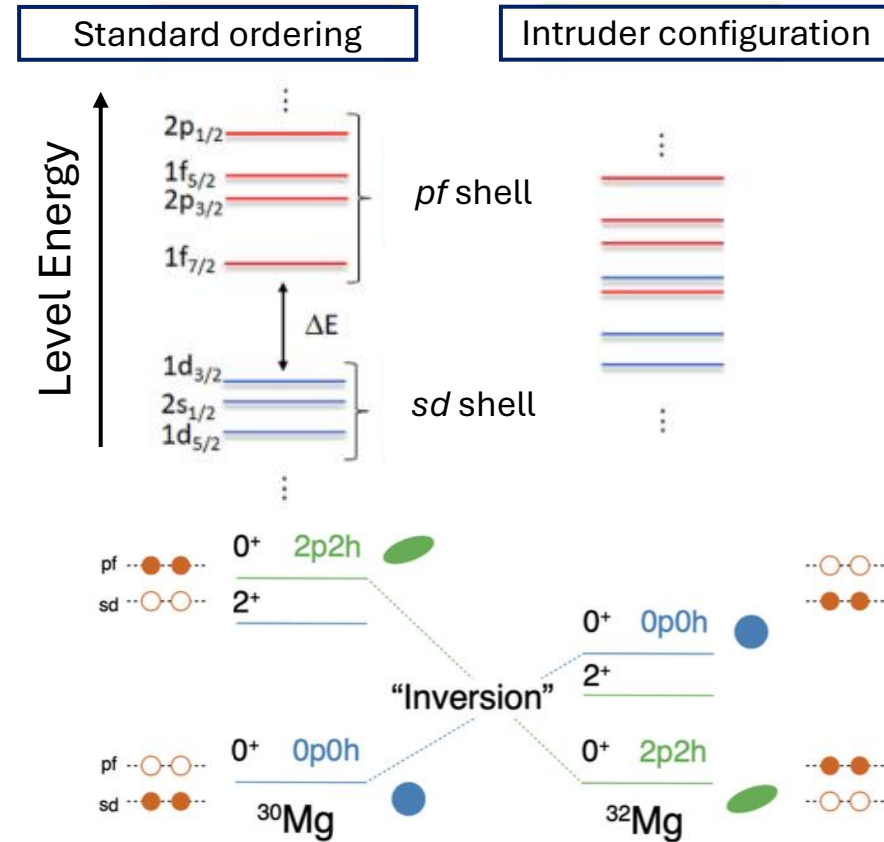 Standard ordering
Intruder configuration
Level Energy
2p1/2
1f5/2
2p3/2
1f7/2
pf shell
ΔE
1d3/2
2s1/2
1d5/2
sd shell
0+ 2p2h
pf
sd
2+
0+ 0p0h
2+
"Inversion"
0+ 0p0h
pf
sd
30Mg
0+ 2p2h
32Mg